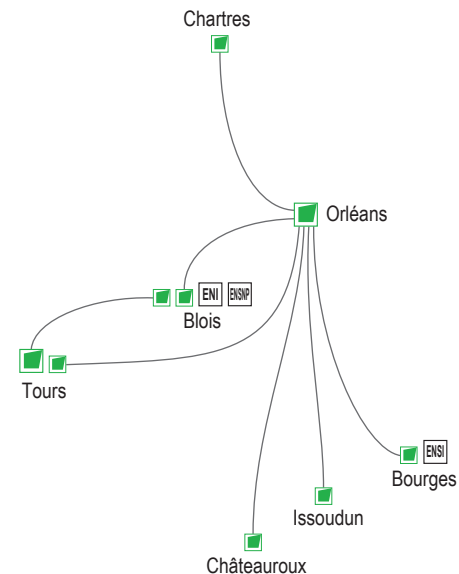 Chartres
Orléans
ENI ENSNP
Blois
Tours
ENSI
Bourges
Issoudun
Châteauroux